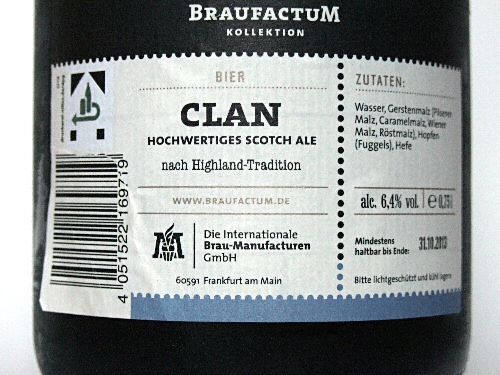 BRAUFACTUM
KOLLEKTION
BIER
CLAN
HOCHWERTIGES SCOTCH ALE
nach Highland-Tradition
WWW.BRAUFACTUM.DE
Die Internationale
Brau-Manufacturen
GmbH
60591 Frankfurt am Main
4 051522 169719
ZUTATEN:
Wasser, Gerstenmalz (Pilsener
Malz, Caramelmalz, Wiener
Malz, Röstmalz), Hopfen
(Fuggels), Hefe
alc. 6,4% vol. ℮ 0,75l
Mindestens
haltbar bis Ende: 31.10.2013
Bitte lichtgeschützt und kühl lagern